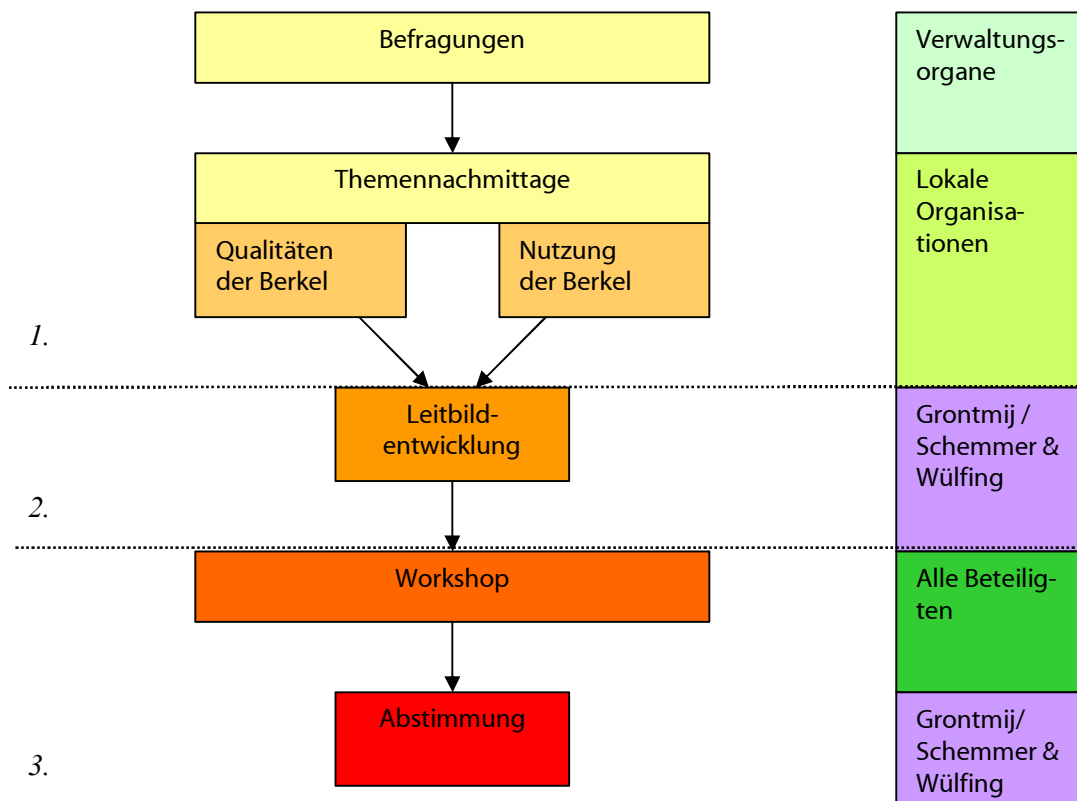 Befragungen
Verwaltungs-
organe
Themennachmittage
Lokale
Organisa-
tionen
Qualitäten
der Berkel
Nutzung
der Berkel
1.
Leitbild-
entwicklung
Grontmij /
Schemmer &
Wülfing
2.
Workshop
Alle Beteilig-
ten
Abstimmung
Grontmij/
Schemmer &
Wülfing
3.